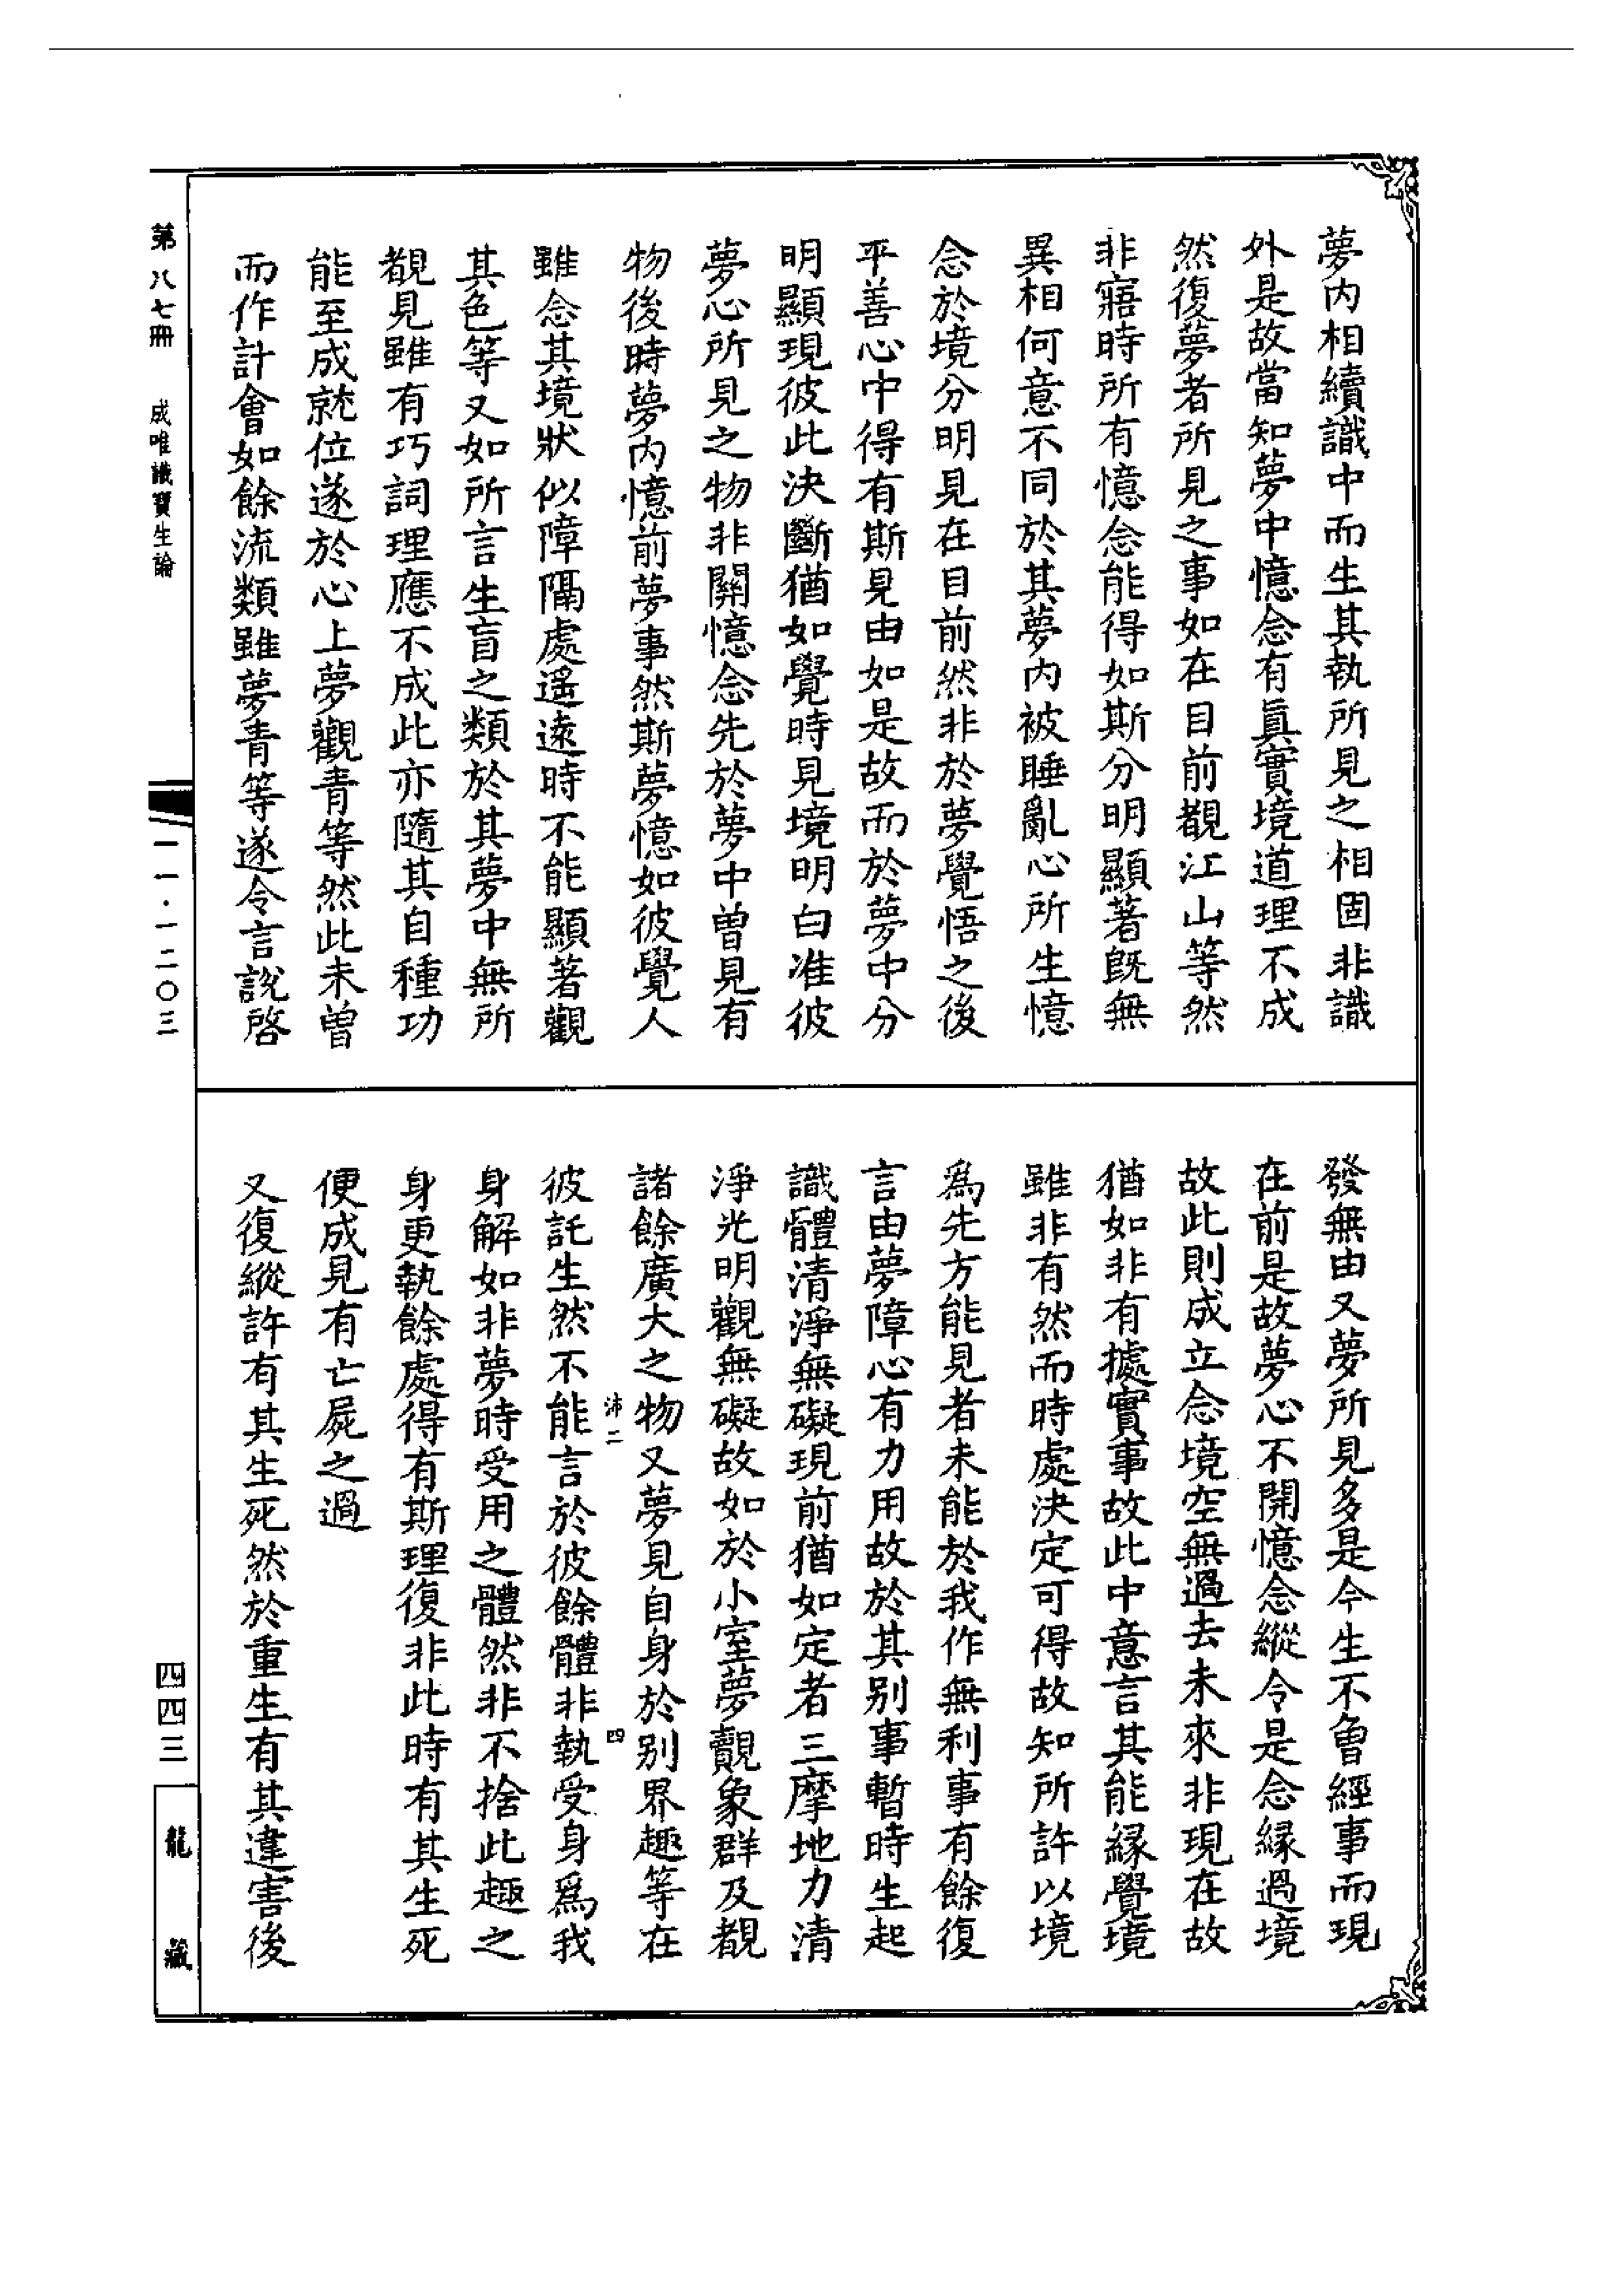 夢內相續識中而生其執所見之相固非識
外是故當知夢中憶念有眞實境道理不成
然復夢者所見之事如在目前覩江山等然
非寤時所有憶念能得如斯分明顯著旣無
異相何意不同於其夢內被睡亂心所生憶
念於境分明見在目前然非於夢覺悟之後
平善心中得有斯見由如是故而於夢中分
明顯現彼此決斷猶如覺時見境明白准彼
夢心所見之物非關憶念先於夢中曾見有
物後時夢內憶前夢事然斯夢憶如彼覺人
雖念其境狀似障隔處遥遠時不能顯著觀
其色等又如所言生盲之類於其夢中無所
覩見雖有巧詞理應不成此亦隨其自種功
能至成就位遂於心上夢觀青等然此未曾
而作計會如餘流類雖夢青等遂令言說啓
發無由又夢所見多是今生不曾經事而現
在前是故夢心不開憶念縱令是念緣過境
故此則成立念境空無過去未來非現在故
猶如非有據實事故此中意言其能縁覺境
雖非有然而時處決定可得故知所許以境
爲先方能見者未能於我作無利事有餘復
言由夢障心有力用故於其别事暫時生起
識體清淨無礙現前猶如定者三摩地力清
淨光明觀無礙故如於小室夢覩象群及覩
諸餘廣大之物又夢見自身於别界趣等在
彼託生然不能言於彼餘體非執受身爲我
身解如非夢時受用之體然非不捨此趣之
身更執餘處得有斯理復非此時有其生死
便成見有亡屍之過
又復縱許有其生死然於重生有其違害後
沛二
四
第八七冊
成唯識寶生論
一一一·一二〇三
四四三
龍藏